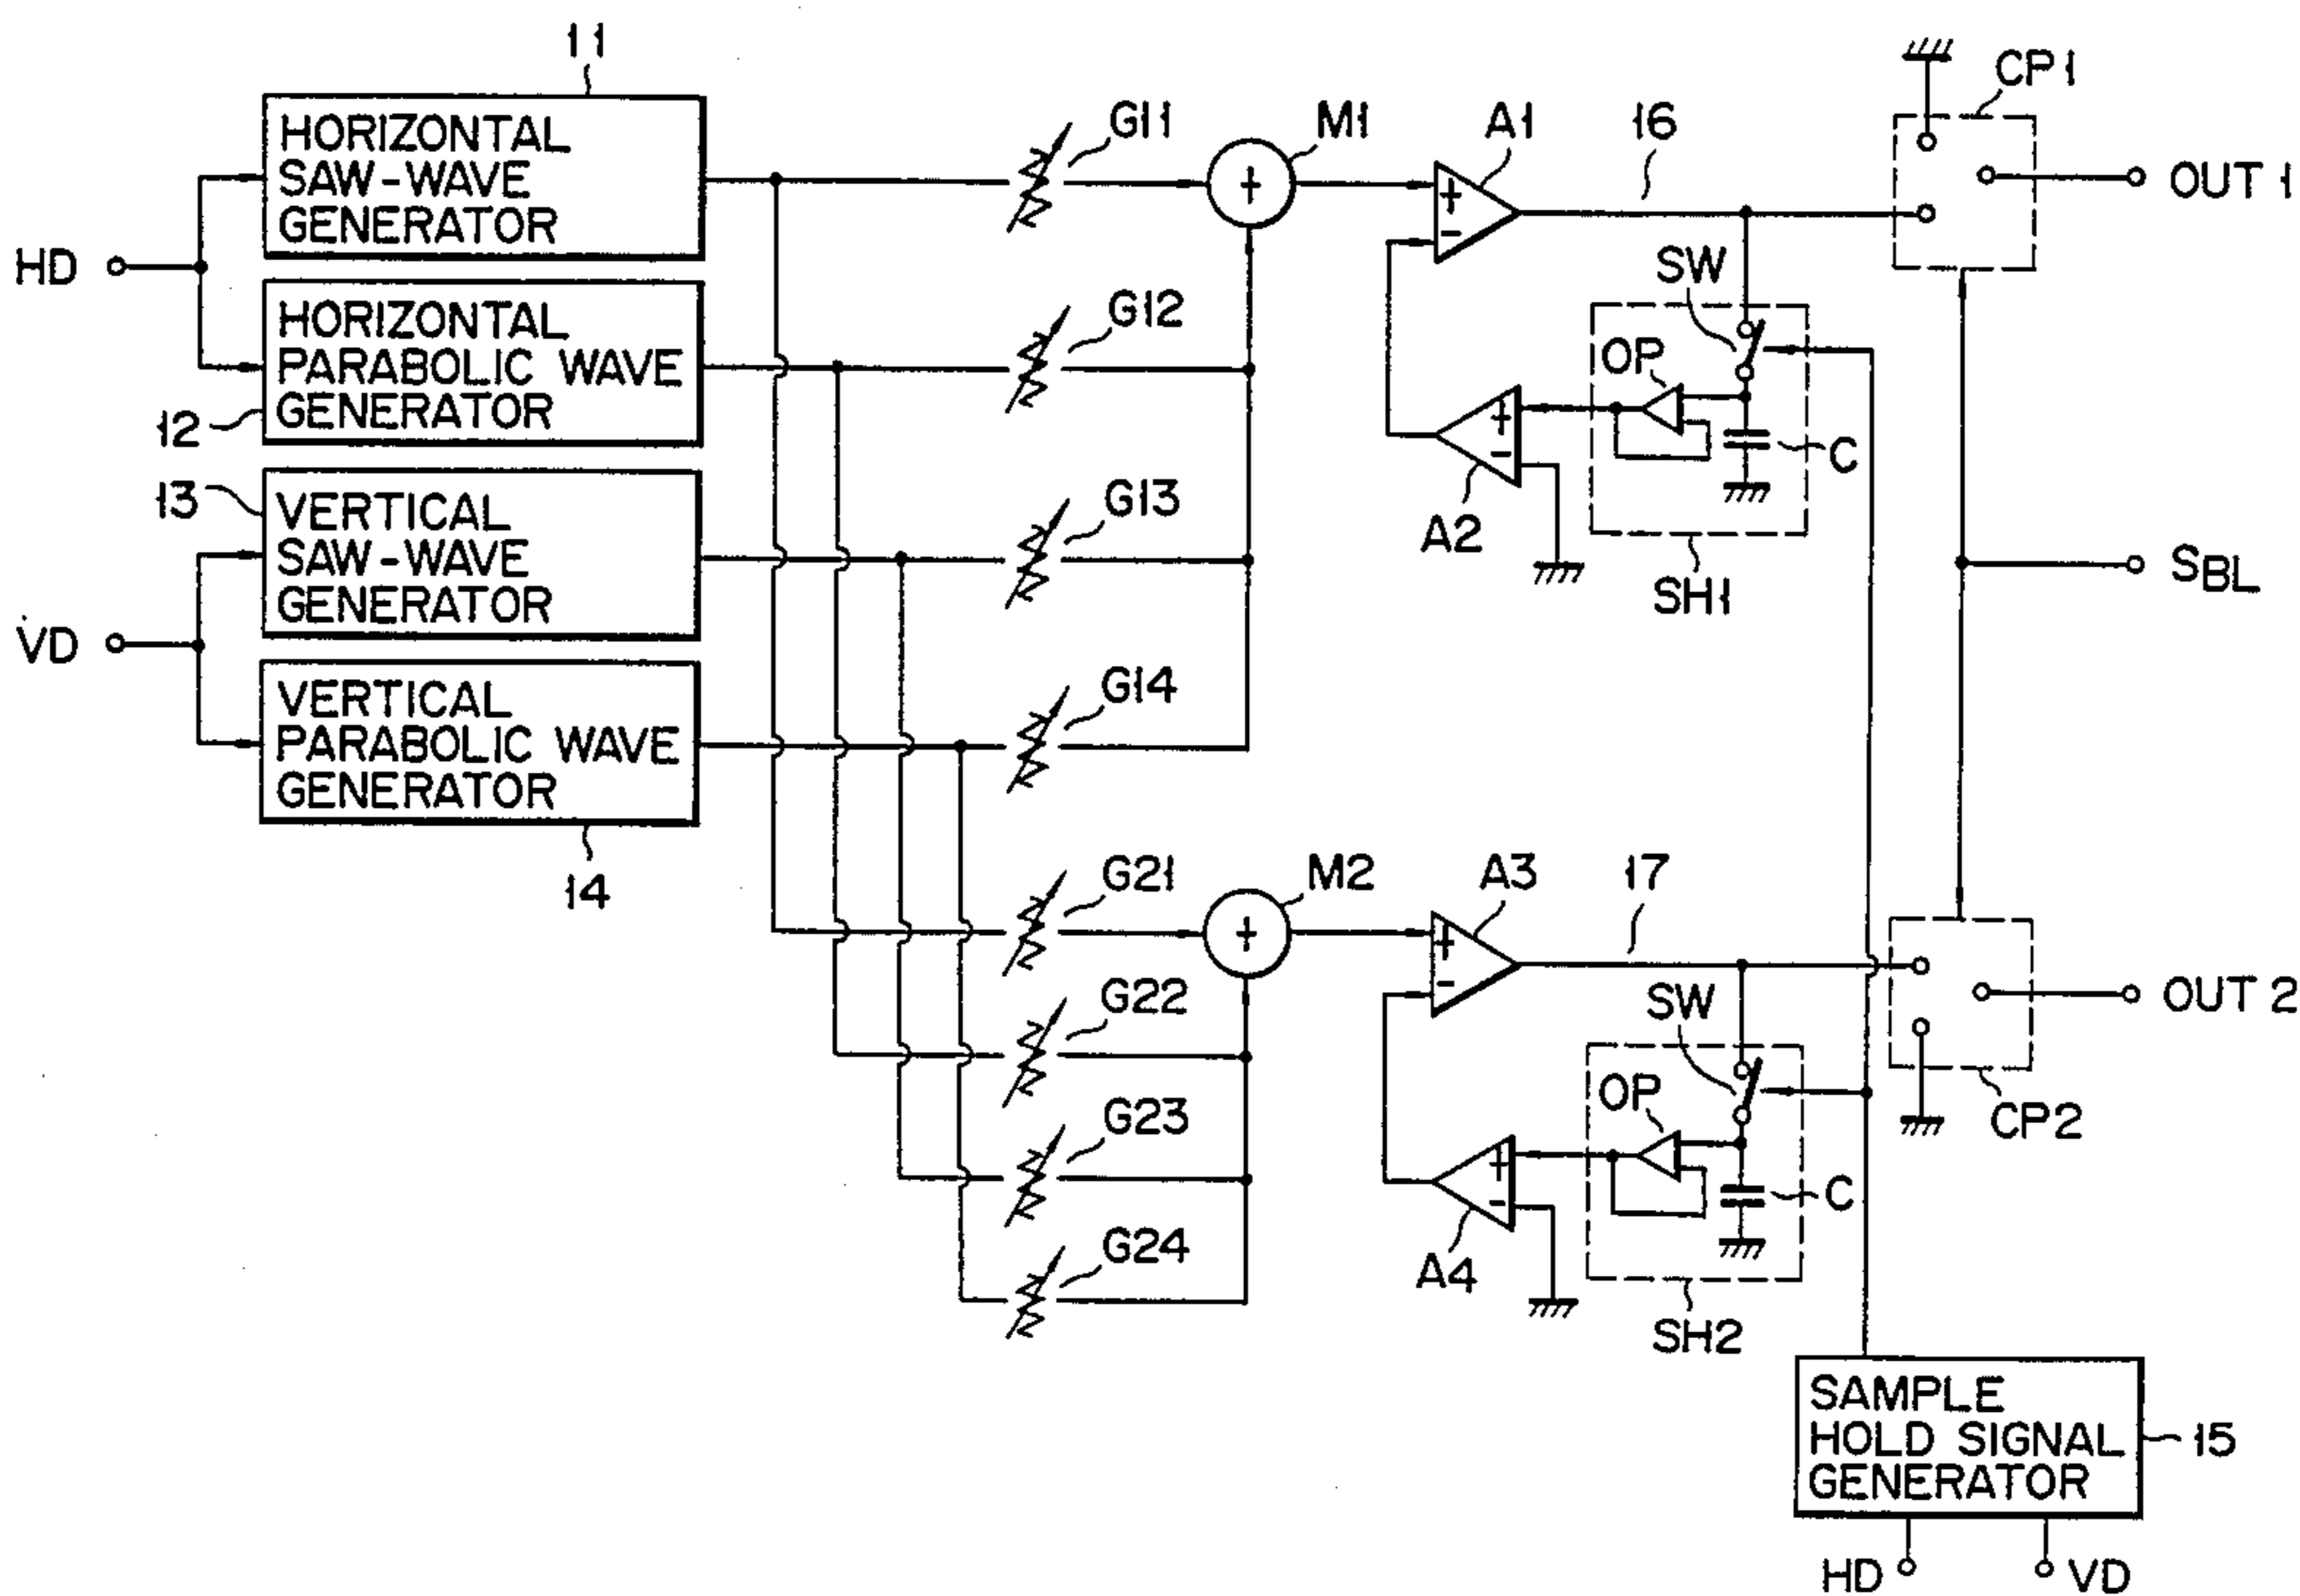 11
HORIZONTAL
SAW-WAVE
GENERATOR
HD
HORIZONTAL
PARABOLIC WAVE
GENERATOR
12
13
VERTICAL
SAW-WAVE
GENERATOR
VD
VERTICAL
PARABOLIC WAVE
GENERATOR
14
G11
M1
+
A1
+
-
16
CP1
OUT 1
G12
SW
OP
C
+
-
A2
SH1
SBL
G13
G14
G21
M2
+
A3
+
-
17
OUT 2
CP2
G22
SW
OP
C
+
-
A4
SH2
G23
G24
SAMPLE
HOLD SIGNAL
GENERATOR
15
HD
VD